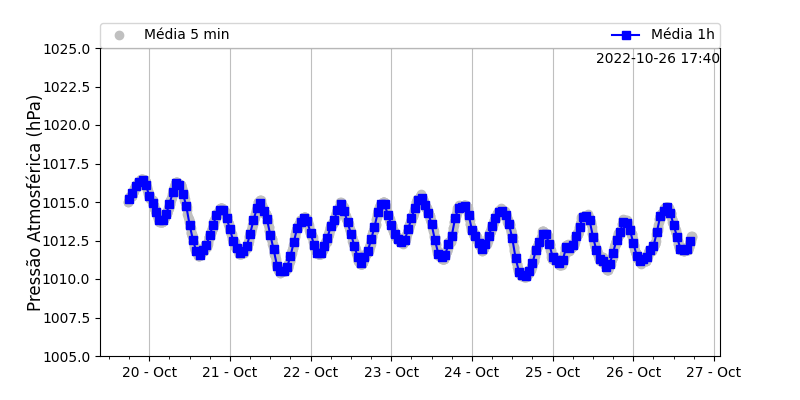 Média 5 min
Média 1h
2022-10-26 17:40
Pressão Atmosférica (hPa)
1025.0
1022.5
1020.0
1017.5
1015.0
1012.5
1010.0
1007.5
1005.0
20 - Oct
21 - Oct
22 - Oct
23 - Oct
24 - Oct
25 - Oct
26 - Oct
27 - Oct